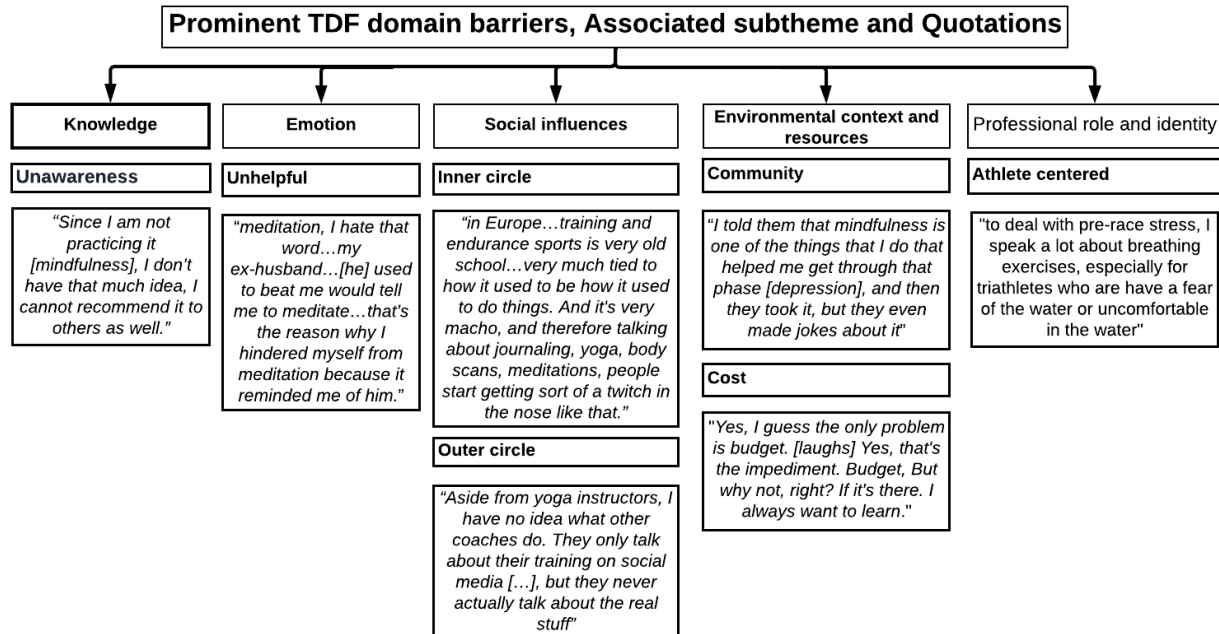 Prominent TDF domain barriers, Associated subtheme and Quotations
Knowledge
Unawareness
“Since I am not
practicing it
[mindfulness], I don’t
have that much idea, I
cannot recommend it to
others as well.”
Emotion
Unhelpful
“meditation, I hate that
word…my
ex-husband…[he] used
to beat me would tell
me to meditate…that's
the reason why I
hindered myself from
meditation because it
reminded me of him.”
Social influences
Inner circle
“in Europe…training and
endurance sports is very old
school…very much tied to
how it used to be how it used
to do things. And it's very
macho, and therefore talking
about journaling, yoga, body
scans, meditations, people
start getting sort of a twitch in
the nose like that.”
Outer circle
“Aside from yoga instructors, I
have no idea what other
coaches do. They only talk
about their training on social
media […], but they never
actually talk about the real
stuff”
Environmental context and
resources
Community
“I told them that mindfulness is
one of the things that I do that
helped me get through that
phase [depression], and then
they took it, but they even
made jokes about it"
Cost
"Yes, I guess the only problem
is budget. [laughs] Yes, that's
the impediment. Budget, But
why not, right? If it's there. I
always want to learn."
Professional role and identity
Athlete centered
"to deal with pre-race stress, I
speak a lot about breathing
exercises, especially for
triathletes who are have a fear
of the water or uncomfortable
in the water"